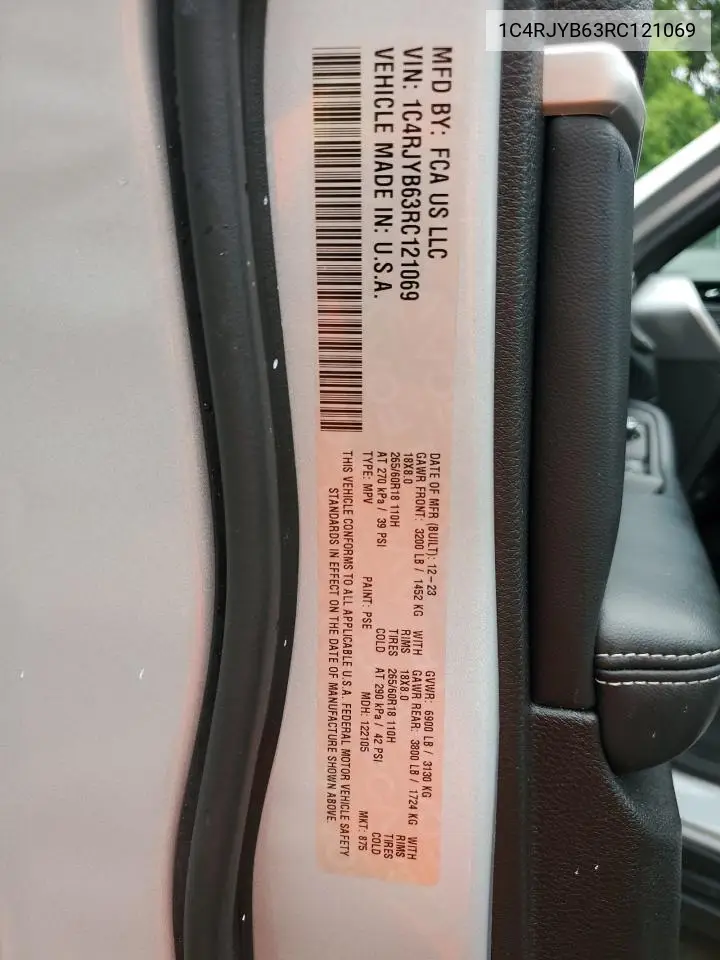 1C4RJYB63RC121069
MFD BY: FCA US LLC
VIN: 1C4RJYB63RC121069
VEHICLE MADE IN: U.S.A.
DATE OF MFR (BUILT): 12-23 GVWR: 6900 LB / 3130 KG
GAWR FRONT: 3200 LB / 1452 KG WITH GAWR REAR: 3800 LB / 1724 KG WITH
18X8.0 RIMS 18X8.0 RIMS
265/60R18 110H TIRES 265/60R18 110H TIRES
AT 270 kPa / 39 PSI COLD AT 290 kPa / 42 PSI COLD
TYPE: MPV PAINT: PSE MDH: 122105 MKT: 875
THIS VEHICLE CONFORMS TO ALL APPLICABLE U.S.A. FEDERAL MOTOR VEHICLE SAFETY
STANDARDS IN EFFECT ON THE DATE OF MANUFACTURE SHOWN ABOVE.